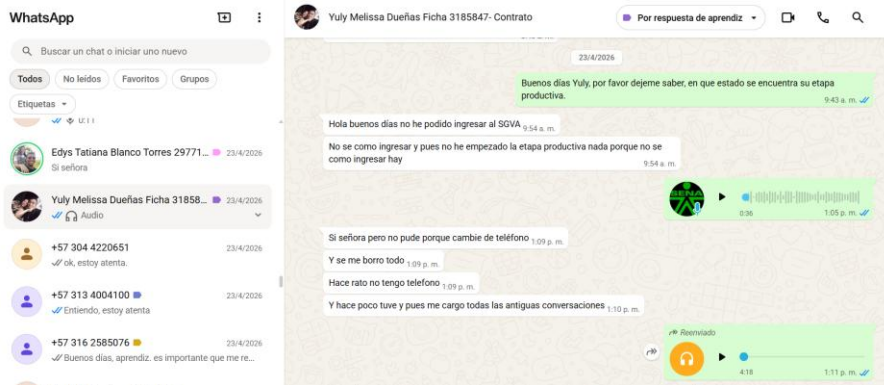 WhatsApp
Buscar un chat o iniciar uno nuevo
Todos
No leídos
Favoritos
Grupos
Etiquetas
0:11
Edys Tatiana Blanco Torres 29771...
23/4/2026
Si señora
Yuly Melissa Dueñas Ficha 31858...
23/4/2026
Audio
+57 304 4220651
23/4/2026
ok, estoy atenta.
+57 313 4004100
23/4/2026
Entiendo, estoy atenta
+57 316 2585076
23/4/2026
Buenos días, aprendiz. es importante que me re...
Yuly Melissa Dueñas Ficha 3185847- Contrato
Por respuesta de aprendiz
23/4/2026
Buenos días Yuly, por favor dejeme saber, en que estado se encuentra su etapa
productiva.
9:43 a. m.
Hola buenos días no he podido ingresar al SGVA
9:54 a. m.
No se como ingresar y pues no he empezado la etapa productiva nada porque no se
como ingresar hay
9:54 a. m.
SENA
0:36
1:05 p. m.
Si señora pero no pude porque cambie de teléfono
1:09 p. m.
Y se me borro todo
1:09 p. m.
Hace rato no tengo telefono
1:09 p. m.
Y hace poco tuve y pues me cargo todas las antiguas conversaciones
1:10 p. m.
Reenviado
4:18
1:11 p. m.